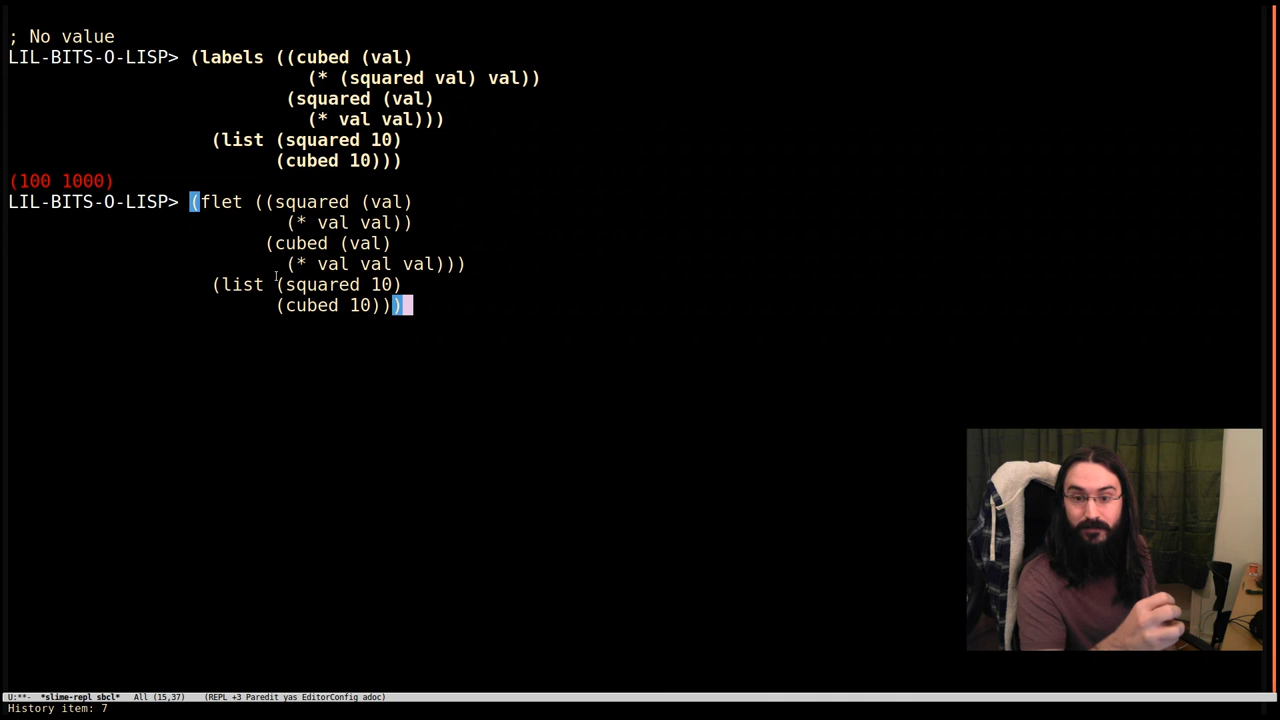 ; No value
LIL-BITS-O-LISP> (labels ((cubed (val)
(* (squared val) val))
(squared (val)
(* val val)))
(list (squared 10)
(cubed 10)))
(100 1000)
LIL-BITS-O-LISP> (flet ((squared (val)
(* val val))
(cubed (val)
(* val val val)))
(list (squared 10)
(cubed 10)))
U:**- *slime-repl sbcl* All (15,37) (REPL +3 Paredit yas EditorConfig adoc)
History item: 7